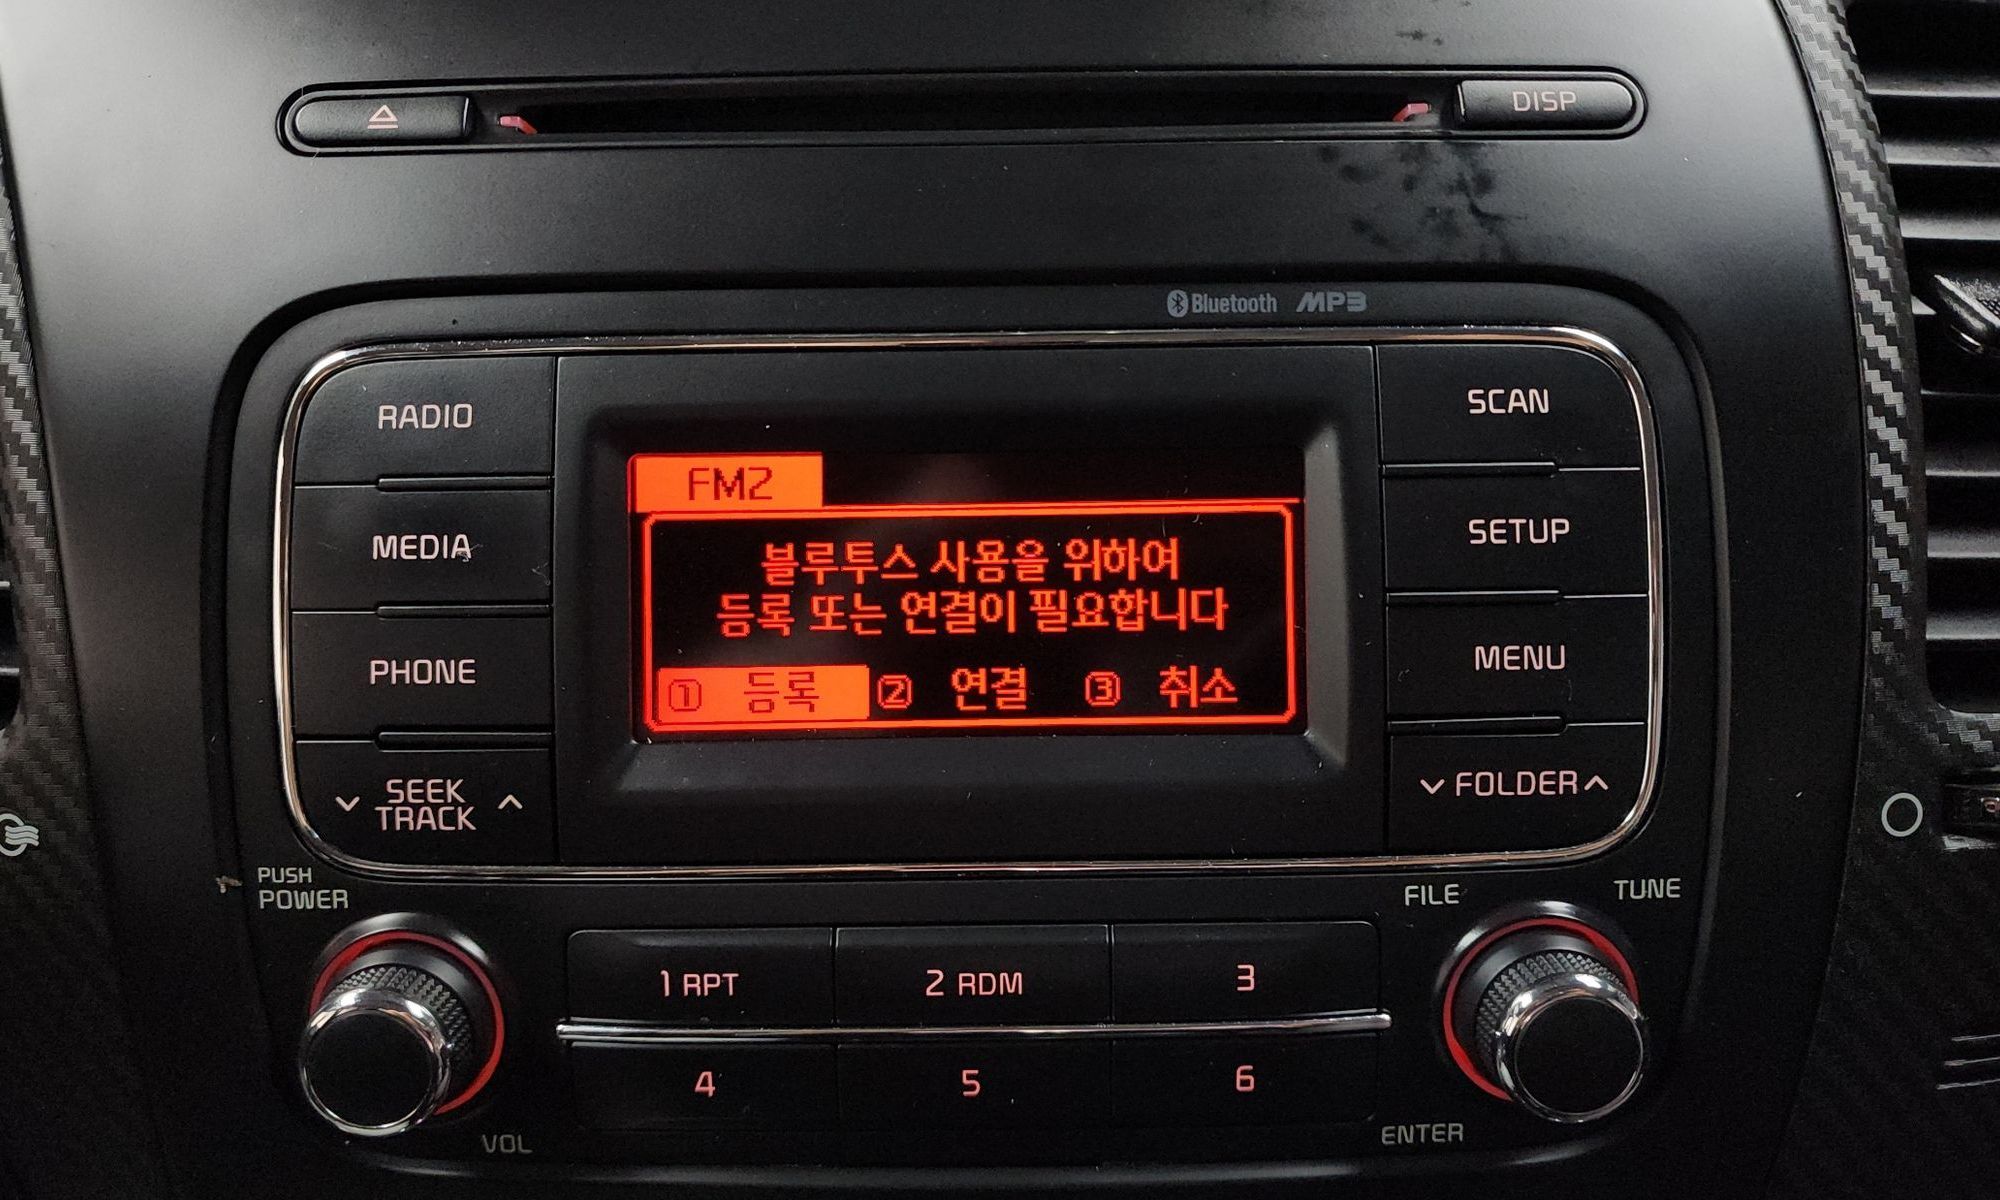 DISP
Bluetooth MP3
RADIO
SCAN
FM2
MEDIA
SETUP
블루투스 사용을 위하여
등록 또는 연결이 필요합니다
PHONE
MENU
① 등록 ② 연결 ③ 취소
SEEK
TRACK
FOLDER
PUSH
POWER
FILE
TUNE
1 RPT
2 RDM
3
4
5
6
VOL
ENTER